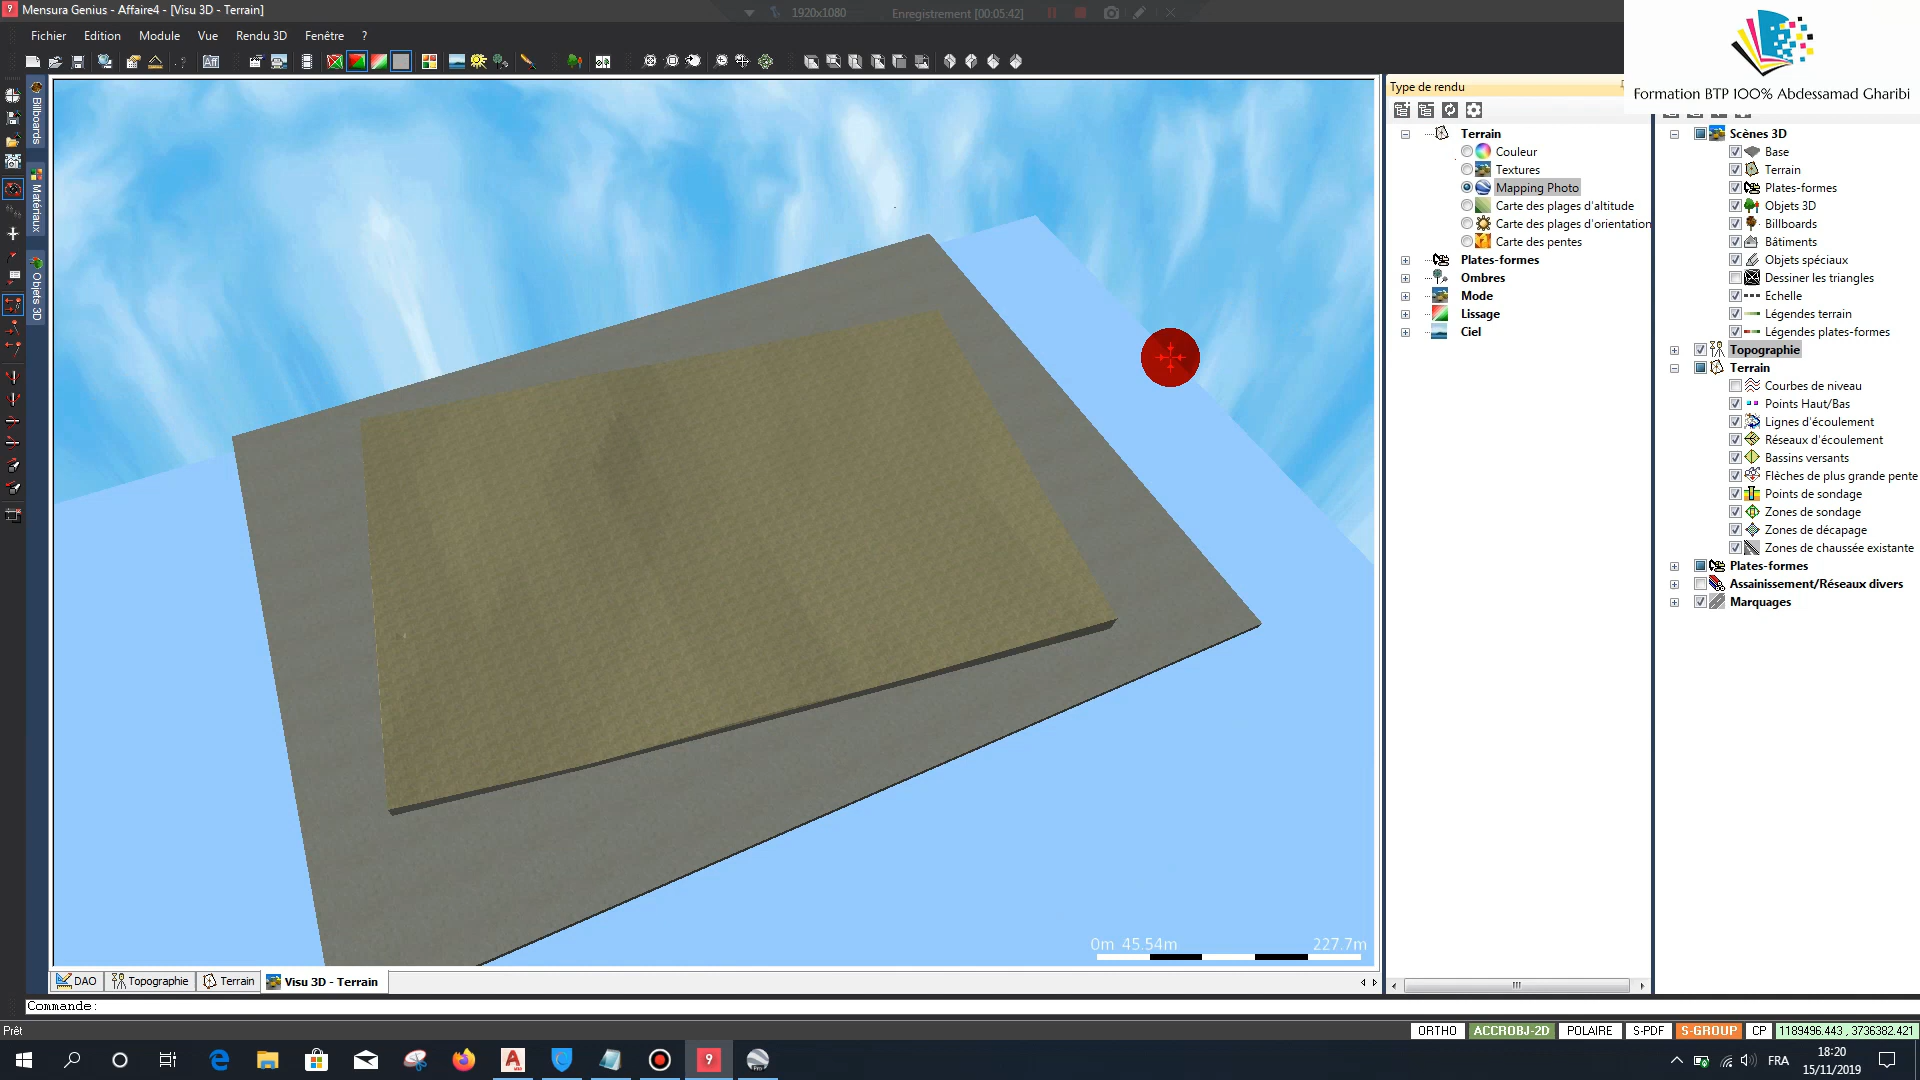 Mensura Genius - Affaire4 - [Visu 3D - Terrain]
1920x1080
Enregistrement [00:05:42]
Fichier Edition Module Vue Rendu 3D Fenêtre ?
Aff
Formation BTP 100% Abdessamad Gharibi
Billboards
Matériaux
Objets 3D
Type de rendu
Terrain
Couleur
Textures
Mapping Photo
Carte des plages d'altitude
Carte des plages d'orientation
Carte des pentes
Plates-formes
Ombres
Mode
Lissage
Ciel
Scènes 3D
Base
Terrain
Plates-formes
Objets 3D
Billboards
Bâtiments
Objets spéciaux
Dessiner les triangles
Echelle
Légendes terrain
Légendes plates-formes
Topographie
Terrain
Courbes de niveau
Points Haut/Bas
Lignes d'écoulement
Réseaux d'écoulement
Bassins versants
Flèches de plus grande pente
Points de sondage
Zones de sondage
Zones de décapage
Zones de chaussée existante
Plates-formes
Assainissement/Réseaux divers
Marquages
0m 45.54m 227.7m
DAO Topographie Terrain Visu 3D - Terrain
Commande:
Prêt
ORTHO ACCROBJ-2D POLAIRE S-PDF S-GROUP CP 1189496.443 , 3736382.421
FRA
18:20
15/11/2019